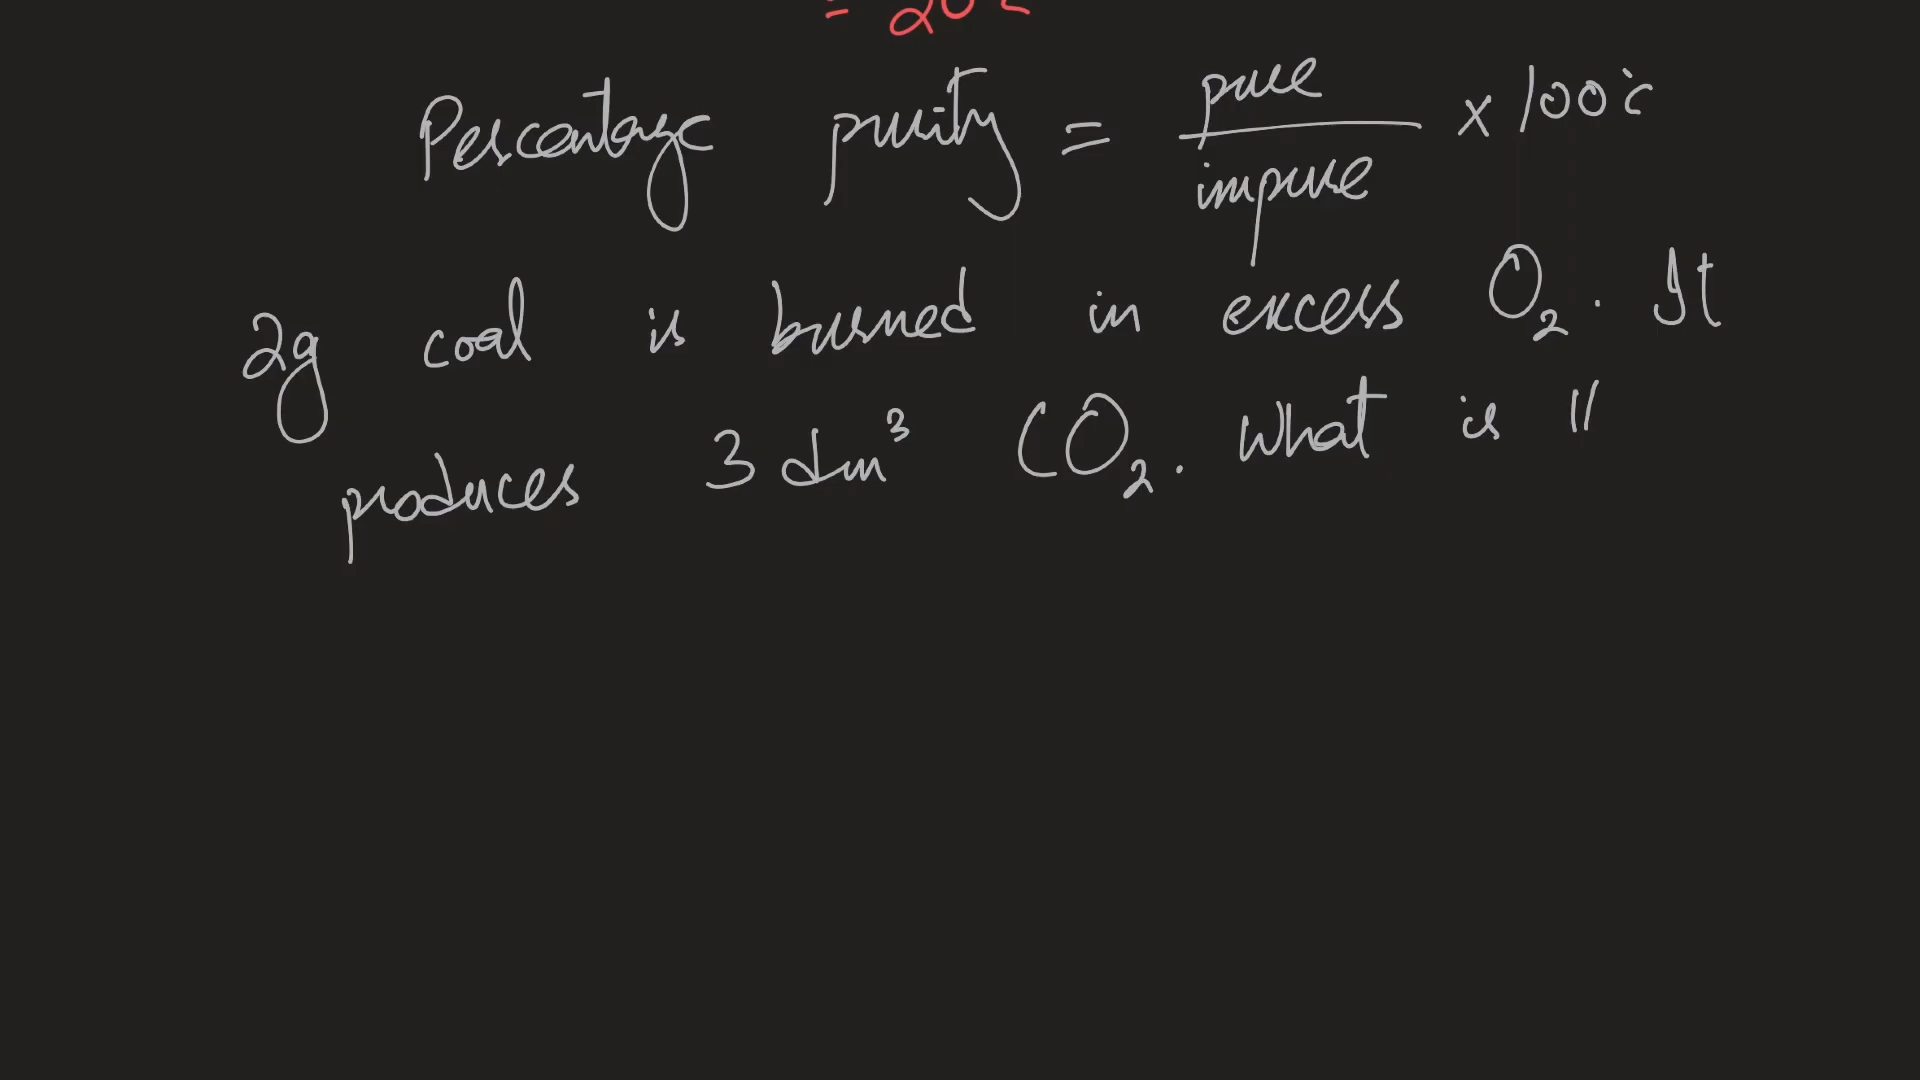 = 20%
Percentage purity = pure / impure × 100%
2g coal is burned in excess O₂. It
produces 3 dm³ CO₂. What is